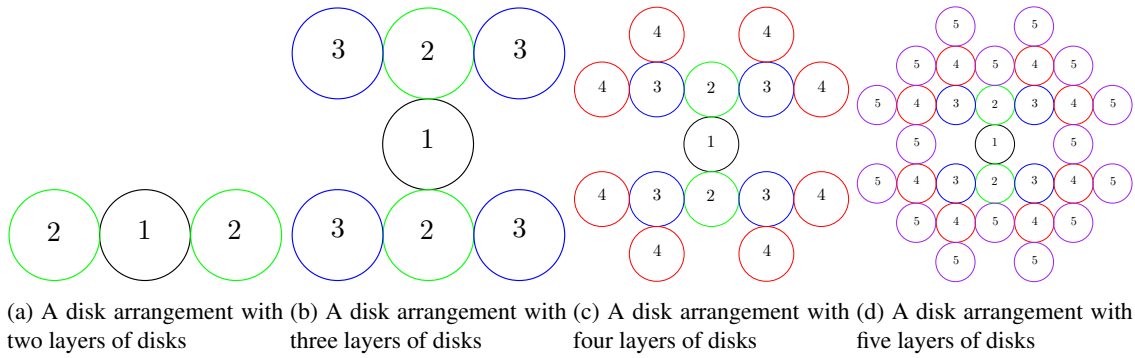 2 1 2
(a) A disk arrangement with
two layers of disks
3 2 3
1
3 2 3
(b) A disk arrangement with
three layers of disks
4 4
4 3 2 3 4
1
4 3 2 3 4
4 4
(c) A disk arrangement with
four layers of disks
5 5
5 4 5 4 5
5 4 3 2 3 4 5
5 1 5
5 4 3 2 3 4 5
5 4 5 4 5
5 5
(d) A disk arrangement with
five layers of disks